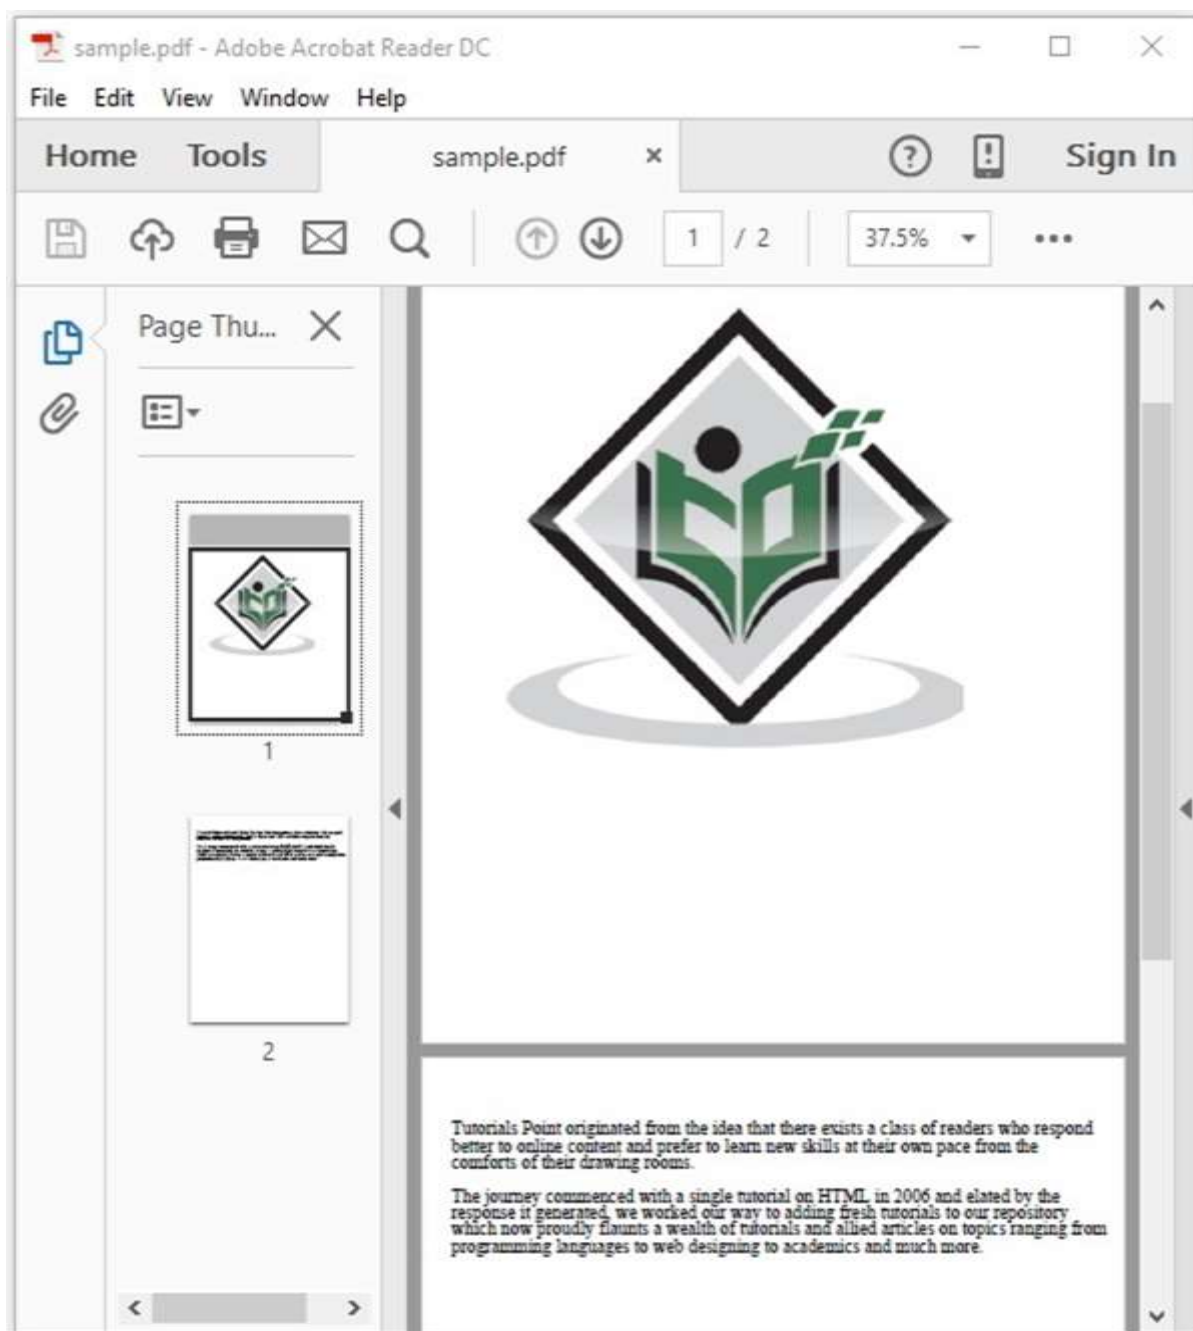 sample.pdf - Adobe Acrobat Reader DC
File Edit View Window Help
Home Tools sample.pdf × ? Sign In
1 / 2 37.5%
Page Thu...
1
2
Tutorials Point originated from the idea that there exists a class of readers who respond
better to online content and prefer to learn new skills at their own pace from the
comforts of their drawing rooms.
The journey commenced with a single tutorial on HTML in 2006 and elated by the
response it generated, we worked our way to adding fresh tutorials to our repository
which now proudly flaunts a wealth of tutorials and allied articles on topics ranging from
programming languages to web designing to academics and much more.